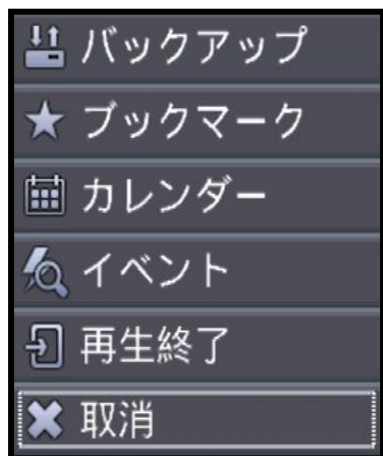 バックアップ
ブックマーク
カレンダー
イベント
再生終了
取消